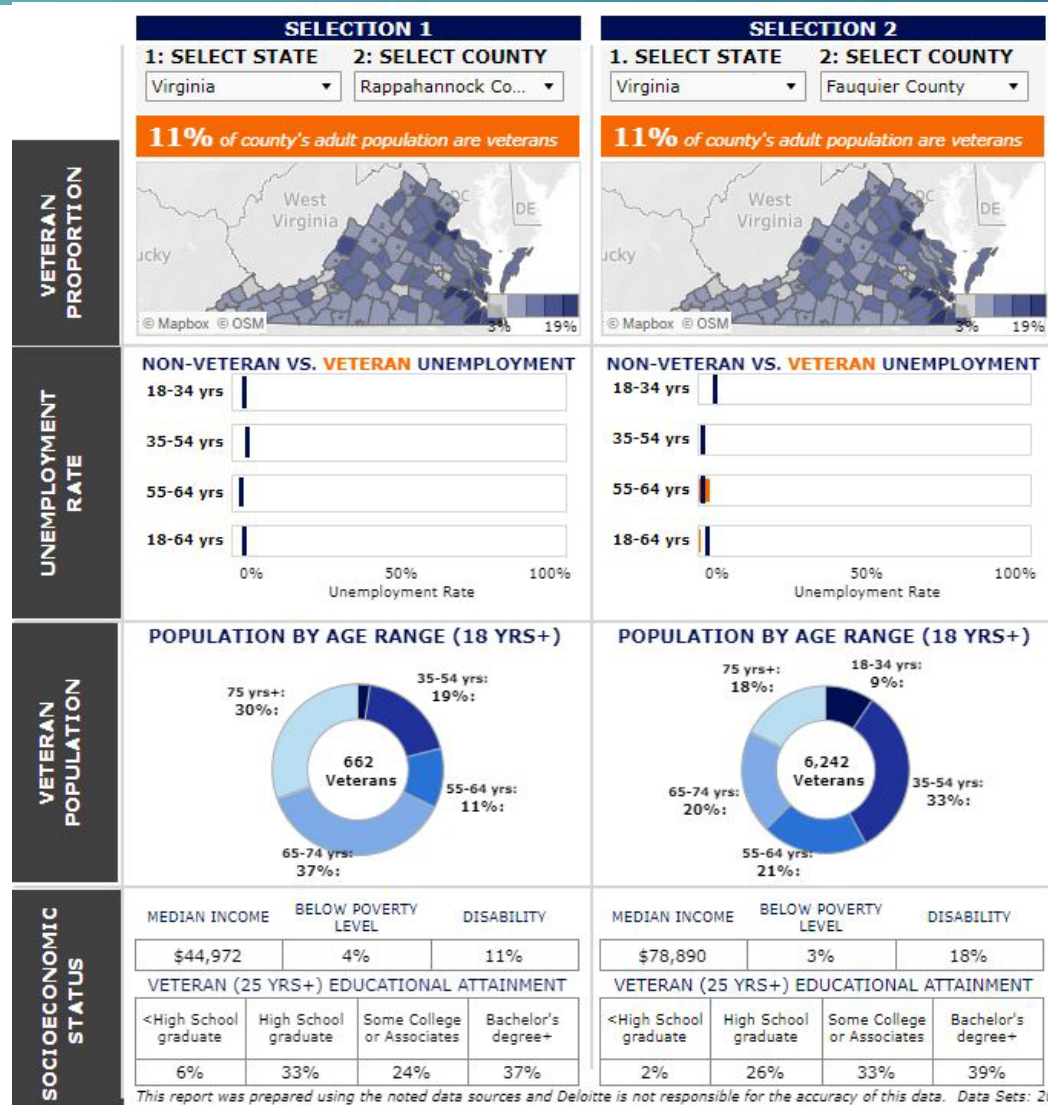 SELECTION 1
1: SELECT STATE 2: SELECT COUNTY
Virginia Rappahannock Co...
11% of county's adult population are veterans
West
Virginia
DC
DE
ucky
© Mapbox © OSM
3% 19%
NON-VETERAN VS. VETERAN UNEMPLOYMENT
18-34 yrs
35-54 yrs
55-64 yrs
18-64 yrs
0% 50% 100%
Unemployment Rate
POPULATION BY AGE RANGE (18 YRS+)
35-54 yrs:
19%:
75 yrs+:
30%:
662
Veterans
55-64 yrs:
11%:
65-74 yrs:
37%:
MEDIAN INCOME BELOW POVERTY LEVEL DISABILITY
$44,972 4% 11%
VETERAN (25 YRS+) EDUCATIONAL ATTAINMENT
<High School graduate High School graduate Some College or Associates Bachelor's degree+
6% 33% 24% 37%
SELECTION 2
1. SELECT STATE 2: SELECT COUNTY
Virginia Fauquier County
11% of county's adult population are veterans
West
Virginia
DC
DE
ucky
© Mapbox © OSM
3% 19%
NON-VETERAN VS. VETERAN UNEMPLOYMENT
18-34 yrs
35-54 yrs
55-64 yrs
18-64 yrs
0% 50% 100%
Unemployment Rate
POPULATION BY AGE RANGE (18 YRS+)
18-34 yrs:
9%:
75 yrs+:
18%:
6,242
Veterans
35-54 yrs:
33%:
65-74 yrs:
20%:
55-64 yrs:
21%:
MEDIAN INCOME BELOW POVERTY LEVEL DISABILITY
$78,890 3% 18%
VETERAN (25 YRS+) EDUCATIONAL ATTAINMENT
<High School graduate High School graduate Some College or Associates Bachelor's degree+
2% 26% 33% 39%
VETERAN
PROPORTION
UNEMPLOYMENT
RATE
VETERAN
POPULATION
SOCIOECONOMIC
STATUS
This report was prepared using the noted data sources and Deloitte is not responsible for the accuracy of this data. Data Sets: